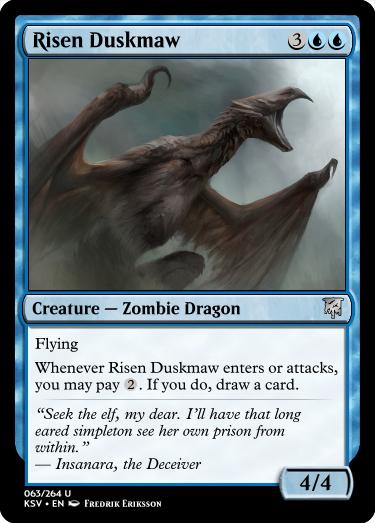 Risen Duskmaw 3
Creature — Zombie Dragon
Flying
Whenever Risen Duskmaw enters or attacks,
you may pay 2. If you do, draw a card.
“Seek the elf, my dear. I’ll have that long
eared simpleton see her own prison from
within.”
— Insanara, the Deceiver
4/4
063/264 U
KSV • EN Fredrik Eriksson